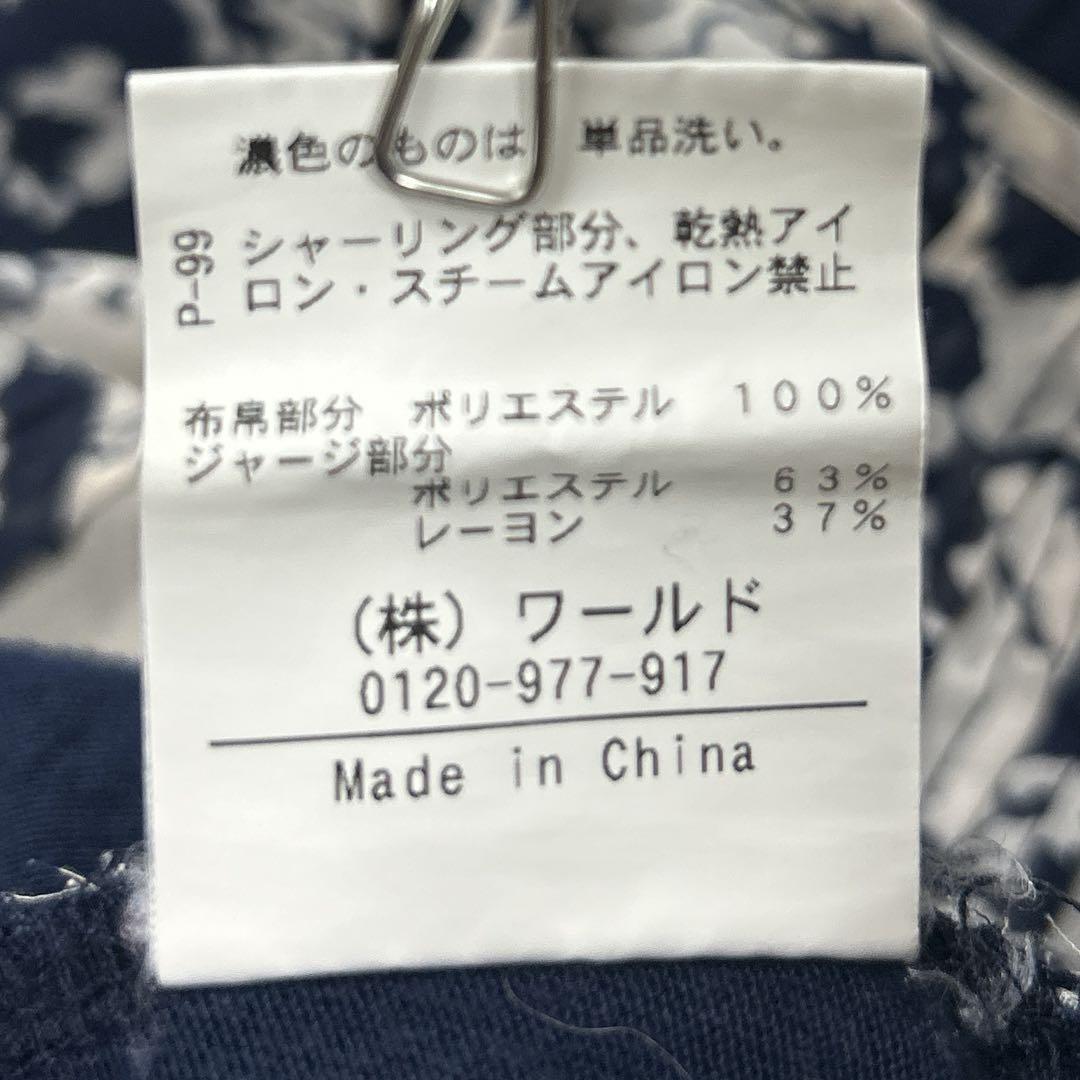 濃色のものは 単品洗い。
P-99
シャーリング部分、乾熱アイ
ロン・スチームアイロン禁止
布帛部分 ポリエステル 100%
ジャージ部分
ポリエステル 63%
レーヨン 37%
(株) ワールド
0120-977-917
Made in China